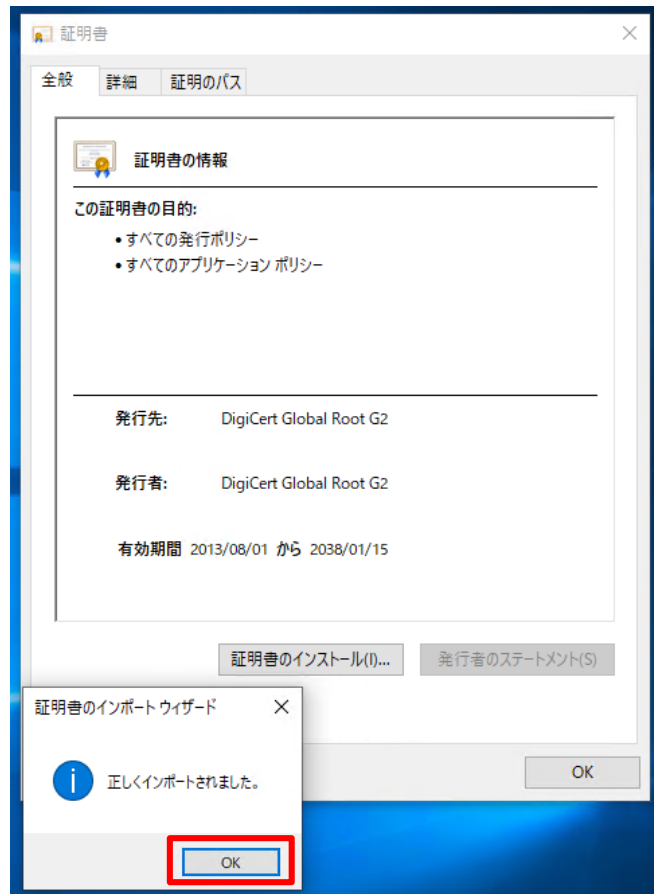 証明書
全般 詳細 証明のパス
証明書の情報
この証明書の目的:
• すべての発行ポリシー
• すべてのアプリケーション ポリシー
発行先: DigiCert Global Root G2
発行者: DigiCert Global Root G2
有効期間 2013/08/01 から 2038/01/15
証明書のインストール(I)... 発行者のステートメント(S)
OK
証明書のインポート ウィザード
正しくインポートされました。
OK